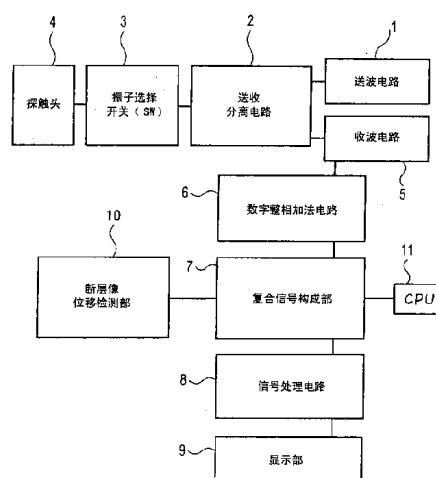 4
3
2
1
探触头
振子选择
开关（SW）
送收
分离电路
送波电路
收波电路
5
6
数字整相加法电路
10
7
11
断层像
位移检测部
复合信号构成部
CPU
8
信号处理电路
9
显示部